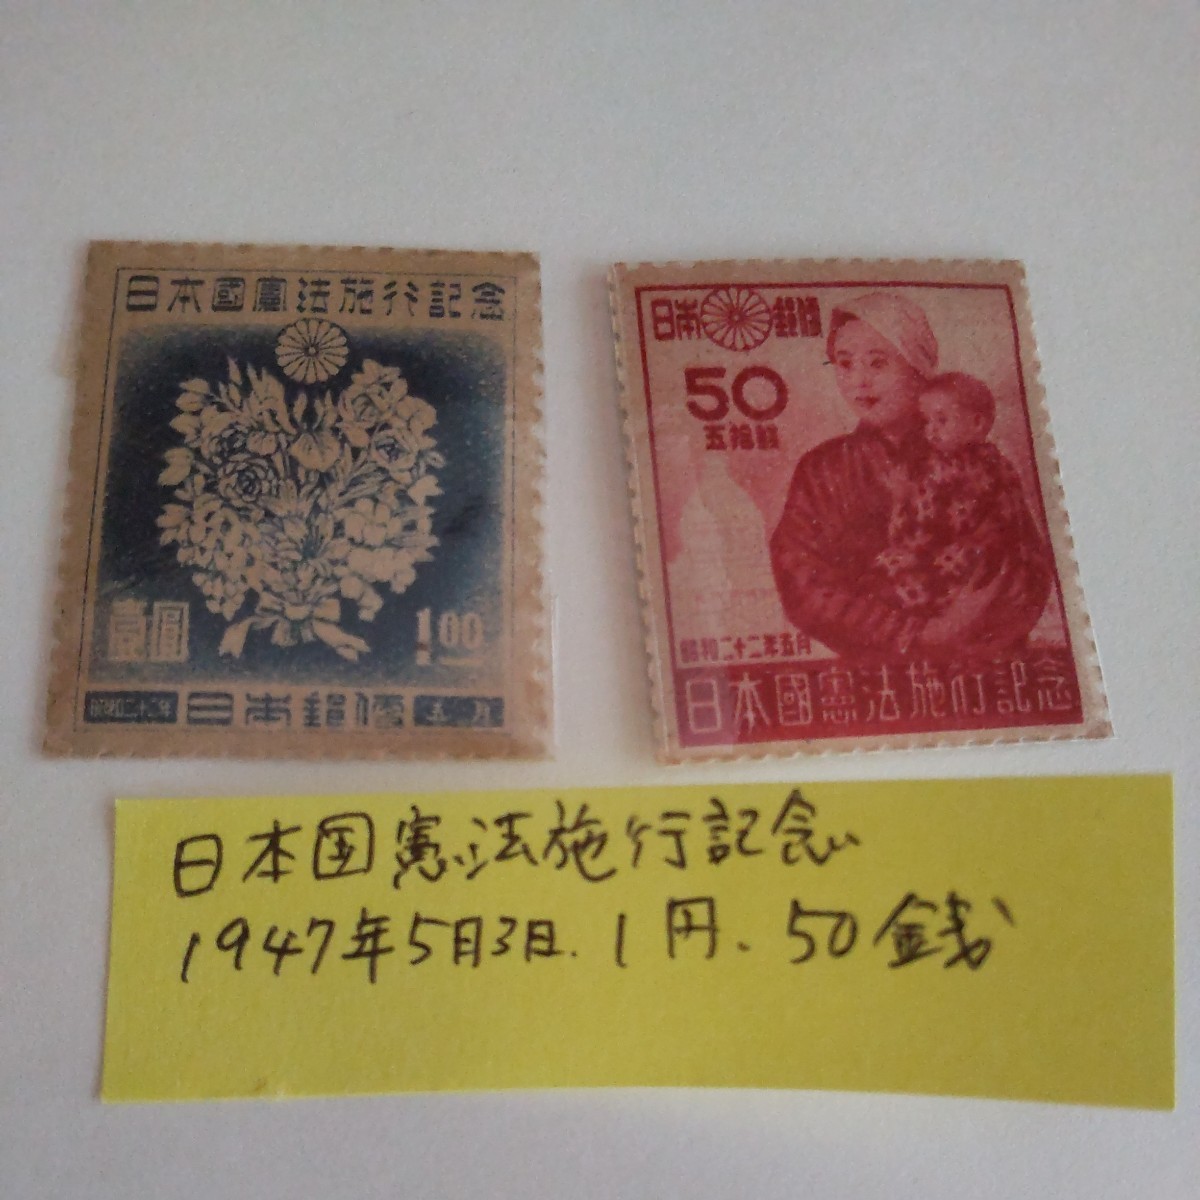 日本國憲法施行記念
壹圓
1.00
昭和二十二年 日本郵便 五月
日本郵便
50
五拾錢
昭和二十二年五月
日本國憲法施行記念
日本国憲法施行記念
1947年5月3日. 1円、50銭